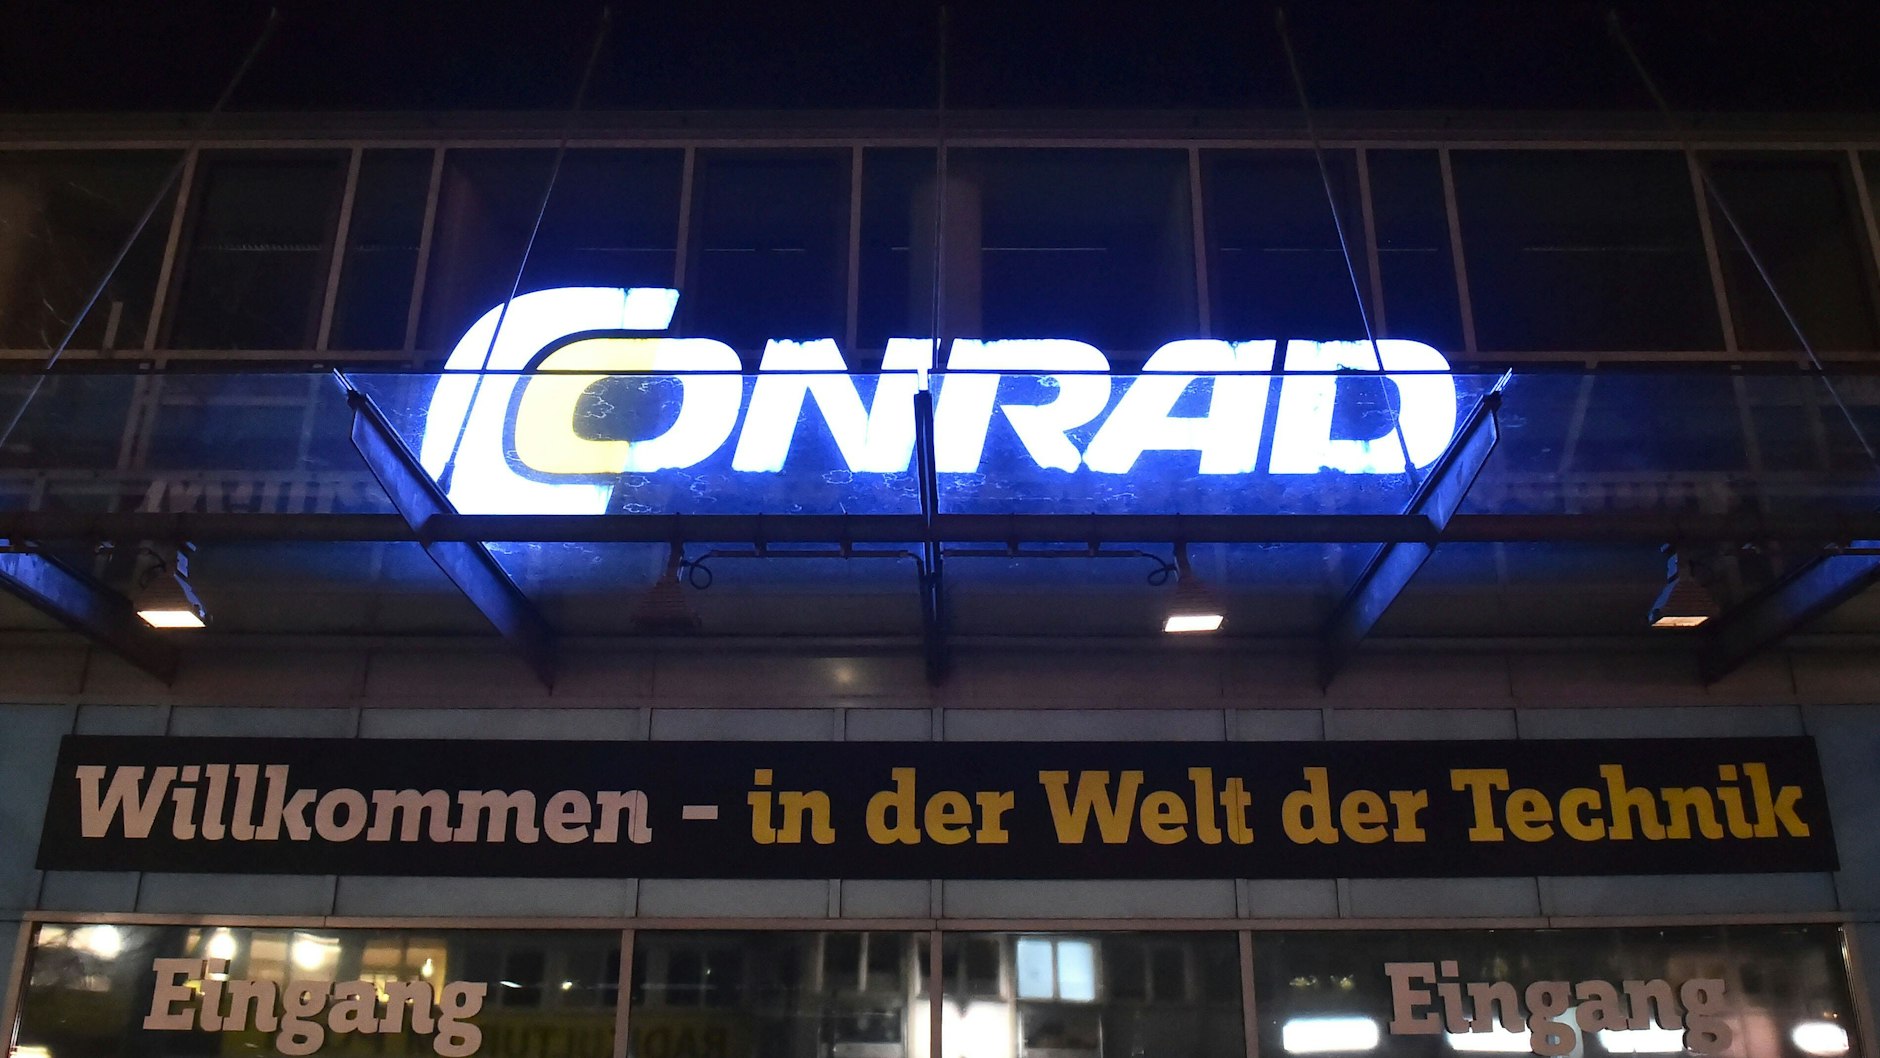 CONRAD
Willkommen - in der Welt der Technik
Eingang
Eingang